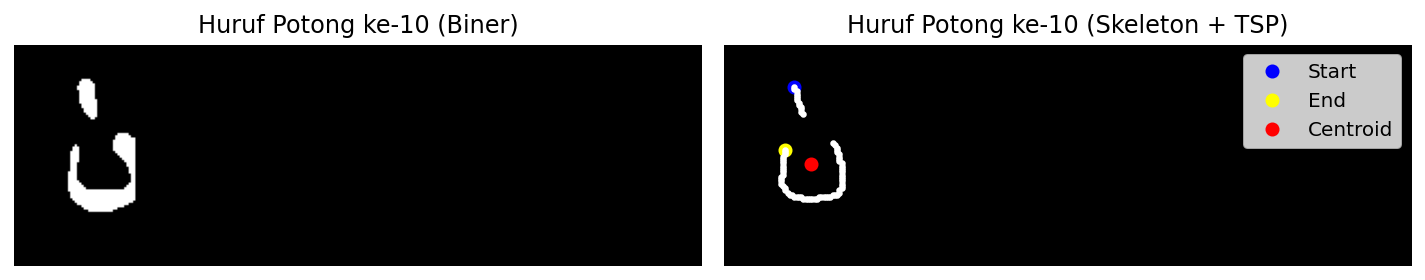 Huruf Potong ke-10 (Biner)
ن
Huruf Potong ke-10 (Skeleton + TSP)
Start
End
Centroid
ن